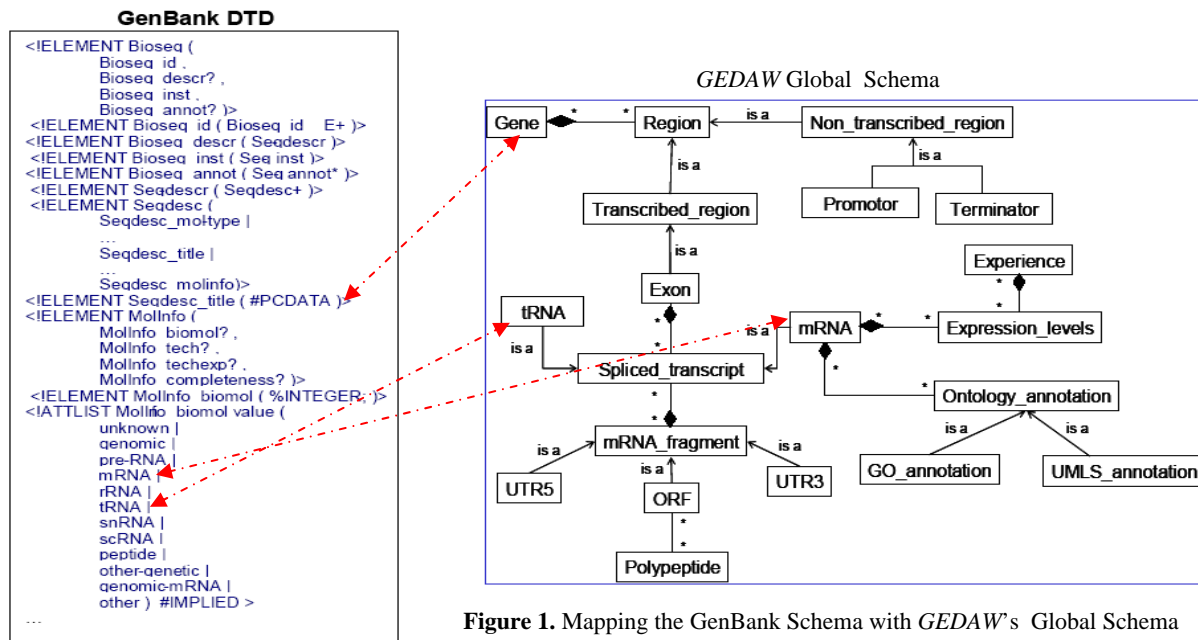 GenBank DTD
<!ELEMENT Bioseq (
Bioseq_id ,
Bioseq_descr? ,
Bioseq_inst ,
Bioseq_annot? )>
<!ELEMENT Bioseq_id ( Bioseq_id__E+ )>
<!ELEMENT Bioseq_descr ( Seqdescr )>
<!ELEMENT Bioseq_inst ( Seq_inst )>
<!ELEMENT Bioseq_annot ( Seq_annot* )>
<!ELEMENT Seqdescr ( Seqdesc+ )>
<!ELEMENT Seqdesc (
Seqdesc_mol-type |
...
Seqdesc_title |
...
Seqdesc_molinfo)>
<!ELEMENT Seqdesc_title ( #PCDATA )>
<!ELEMENT MolInfo (
MolInfo_biomol? ,
MolInfo_tech? ,
MolInfo_techexp? ,
MolInfo_completeness? )>
<!ELEMENT MolInfo_biomol ( %INTEGER; )>
<!ATTLIST MolInfo_biomol value (
unknown |
genomic |
pre-RNA |
mRNA |
rRNA |
tRNA |
snRNA |
scRNA |
peptide |
other-genetic |
genomic-mRNA |
other ) #IMPLIED >
...
GEDAW Global Schema
Gene
*
*
Region
is a
Non_transcribed_region
is a
is a
Promotor
Terminator
Transcribed_region
is a
Experience
*
*
Exon
tRNA
mRNA
*
*
Expression_levels
*
*
is a
is a
Spliced_transcript
*
*
Ontology_annotation
*
*
is a
is a
mRNA_fragment
is a
is a
is a
GO_annotation
UMLS_annotation
UTR5
ORF
UTR3
*
*
Polypeptide
Figure 1. Mapping the GenBank Schema with GEDAW's Global Schema